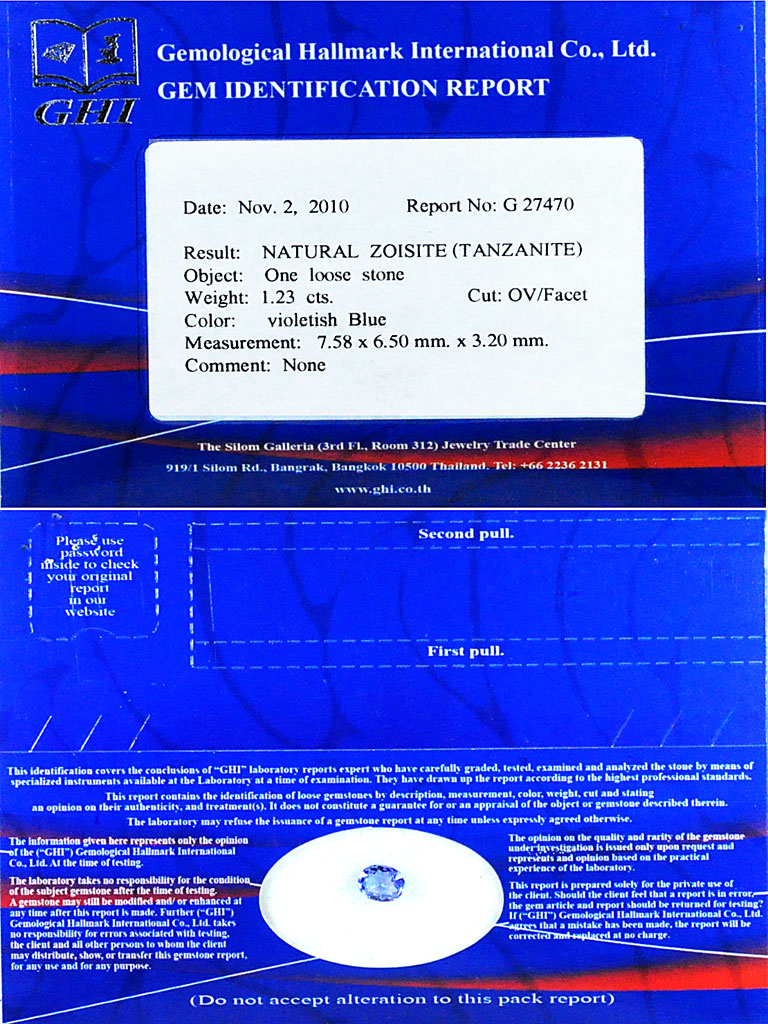 GHI
Gemological Hallmark International Co., Ltd.
GEM IDENTIFICATION REPORT
Date: Nov. 2, 2010 Report No: G 27470
Result: NATURAL ZOISITE (TANZANITE)
Object: One loose stone
Weight: 1.23 cts. Cut: OV/Facet
Color: violetish Blue
Measurement: 7.58 x 6.50 mm. x 3.20 mm.
Comment: None
The Silom Galleria (3rd Fl., Room 312) Jewelry Trade Center
919/1 Silom Rd., Bangrak, Bangkok 10500 Thailand. Tel: +66 2236 2131
www.ghi.co.th
Please use
password
inside to check
your original
report
in our
website
Second pull.
First pull.
This identification covers the conclusions of "GHI" laboratory reports expert who have carefully graded, tested, examined and analyzed the stone by means of
specialized instruments available at the Laboratory at a time of examination. They have drawn up the report according to the highest professional standards.
This report contains the identification of loose gemstones by description, measurement, color, weight, cut and stating
an opinion on their authenticity, and treatment(s). It does not constitute a guarantee for or an appraisal of the object or gemstone described therein.
The laboratory may refuse the issuance of a gemstone report at any time unless expressly agreed otherwise.
The information given here represents only the opinion
of the ("GHI") Gemological Hallmark International
Co., Ltd. At the time of testing.
The laboratory takes no responsibility for the condition
of the subject gemstone after the time of testing.
A gemstone may still be modified and/ or enhanced at
any time after this report is made. Further ("GHI")
Gemological Hallmark International Co., Ltd. takes
no responsibility for errors associated with testing,
the client and all other persons to whom the client
may distribute, show, or transfer this gemstone report,
for any use and for any purpose.
The opinion on the quality and rarity of the gemstone
under investigation is issued only upon request and
represents and opinion based on the practical
experience of the laboratory.
This report is prepared solely for the private use of
the client. Should the client feel that a report is in error,
the gem article and report should be returned for testing?
If ("GHI") Gemological Hallmark International Co., Ltd.
agrees that a mistake has been made, the report will be
corrected and replaced at no charge.
(Do not accept alteration to this pack report)